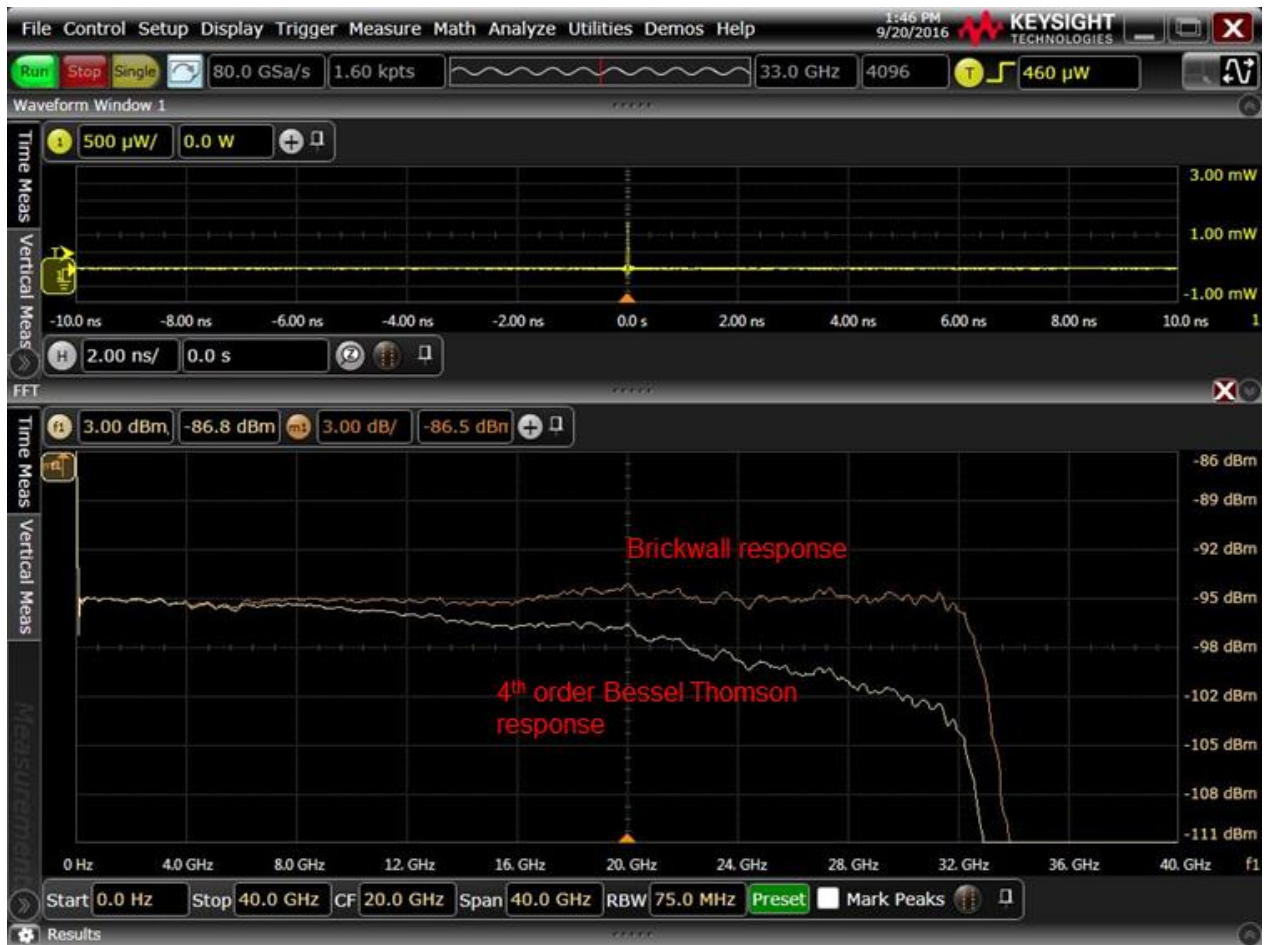 File Control Setup Display Trigger Measure Math Analyze Utilities Demos Help
1:46 PM
9/20/2016
KEYSIGHT
TECHNOLOGIES
Run Stop Single 80.0 GSa/s 1.60 kpts 33.0 GHz 4096 T 460 µW
Waveform Window 1
Time Meas
Vertical Meas
1 500 µW/ 0.0 W
3.00 mW
1.00 mW
-1.00 mW
T
1
-10.0 ns -8.00 ns -6.00 ns -4.00 ns -2.00 ns 0.0 s 2.00 ns 4.00 ns 6.00 ns 8.00 ns 10.0 ns 1
H 2.00 ns/ 0.0 s Z
FFT
Time Meas
Vertical Meas
Measurement
f1 3.00 dBm, -86.8 dBm m1 3.00 dB/ -86.5 dBm
-86 dBm
-89 dBm
Brickwall response
-92 dBm
-95 dBm
-98 dBm
4th order Bessel Thomson
response
-102 dBm
-105 dBm
-108 dBm
-111 dBm
0 Hz 4.0 GHz 8.0 GHz 12. GHz 16. GHz 20. GHz 24. GHz 28. GHz 32. GHz 36. GHz 40. GHz f1
Start 0.0 Hz Stop 40.0 GHz CF 20.0 GHz Span 40.0 GHz RBW 75.0 MHz Preset Mark Peaks
Results